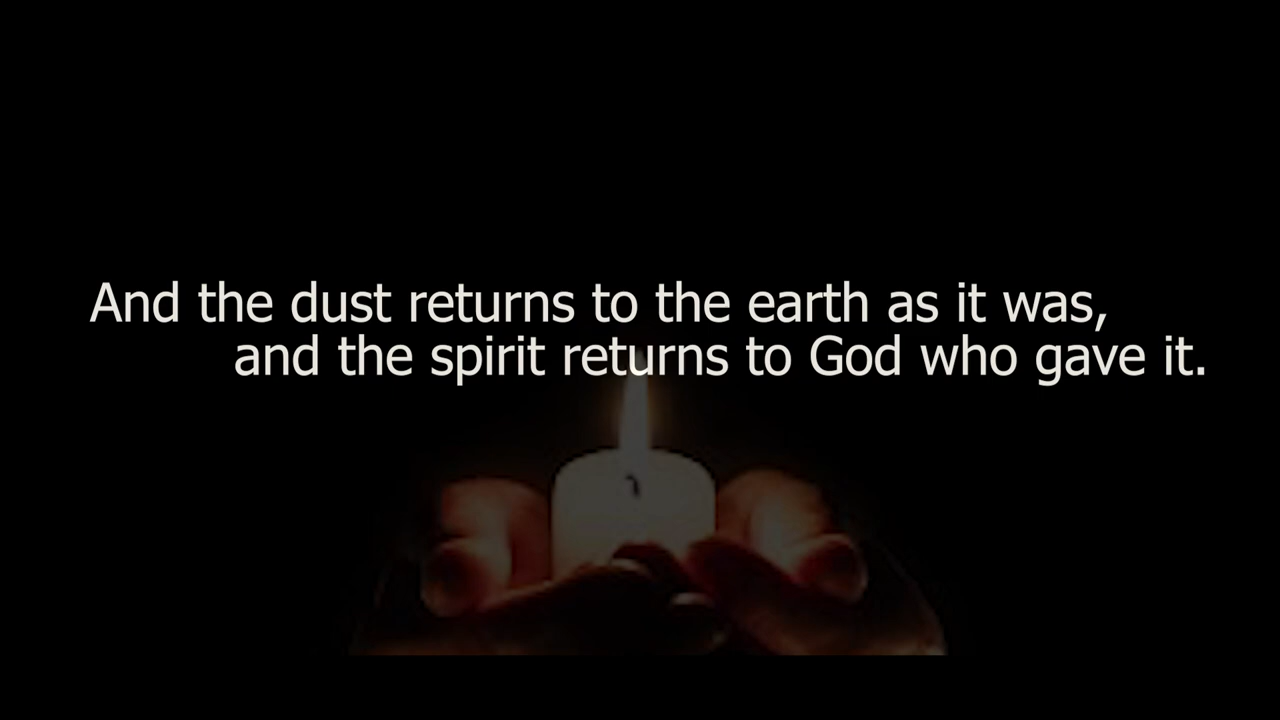 And the dust returns to the earth as it was,
and the spirit returns to God who gave it.